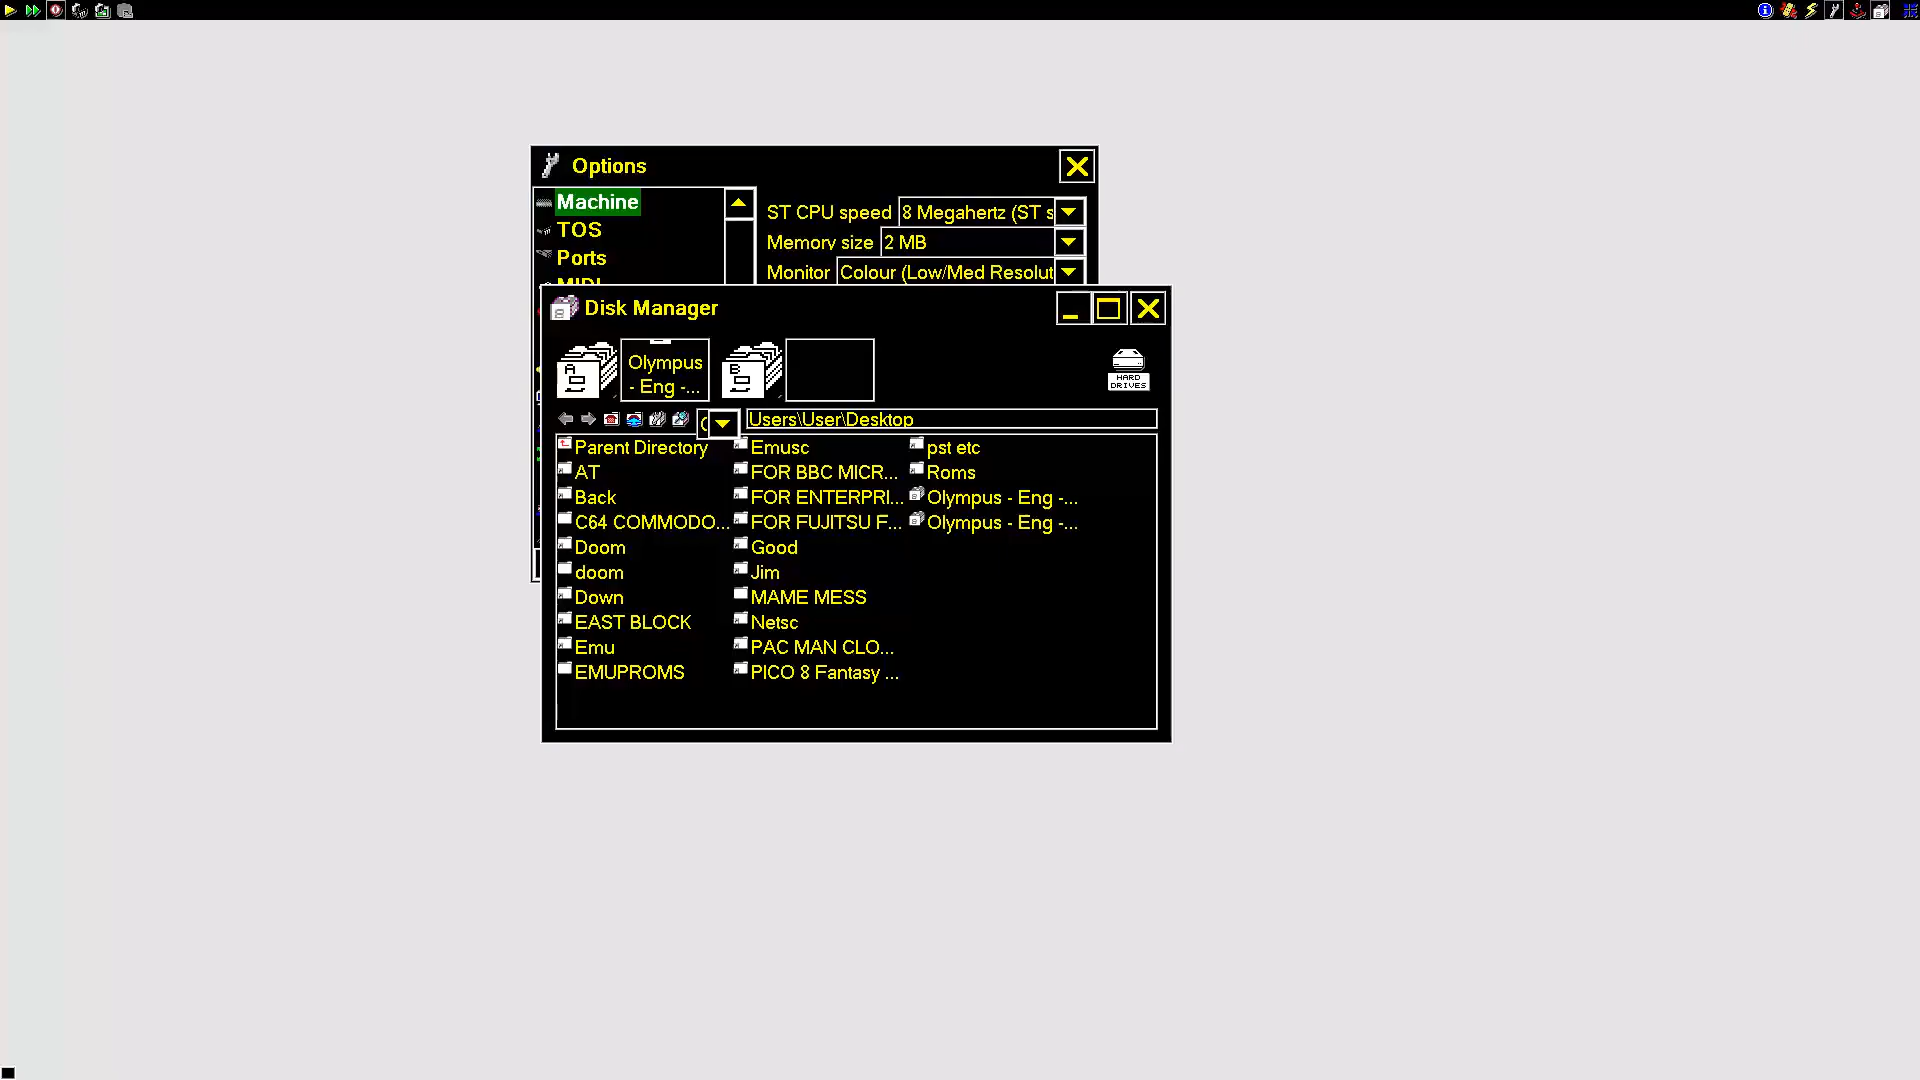 Options
Machine
TOS
Ports
ST CPU speed 8 Megahertz (ST s
Memory size 2 MB
Monitor Colour (Low/Med Resolut
Disk Manager
A
Olympus
- Eng -...
B
HARD
DRIVES
Users\User\Desktop
Parent Directory
AT
Back
C64 COMMODO...
Doom
doom
Down
EAST BLOCK
Emu
EMUPROMS
Emusc
FOR BBC MICR...
FOR ENTERPRI...
FOR FUJITSU F...
Good
Jim
MAME MESS
Netsc
PAC MAN CLO...
PICO 8 Fantasy ...
pst etc
Roms
Olympus - Eng -...
Olympus - Eng -...